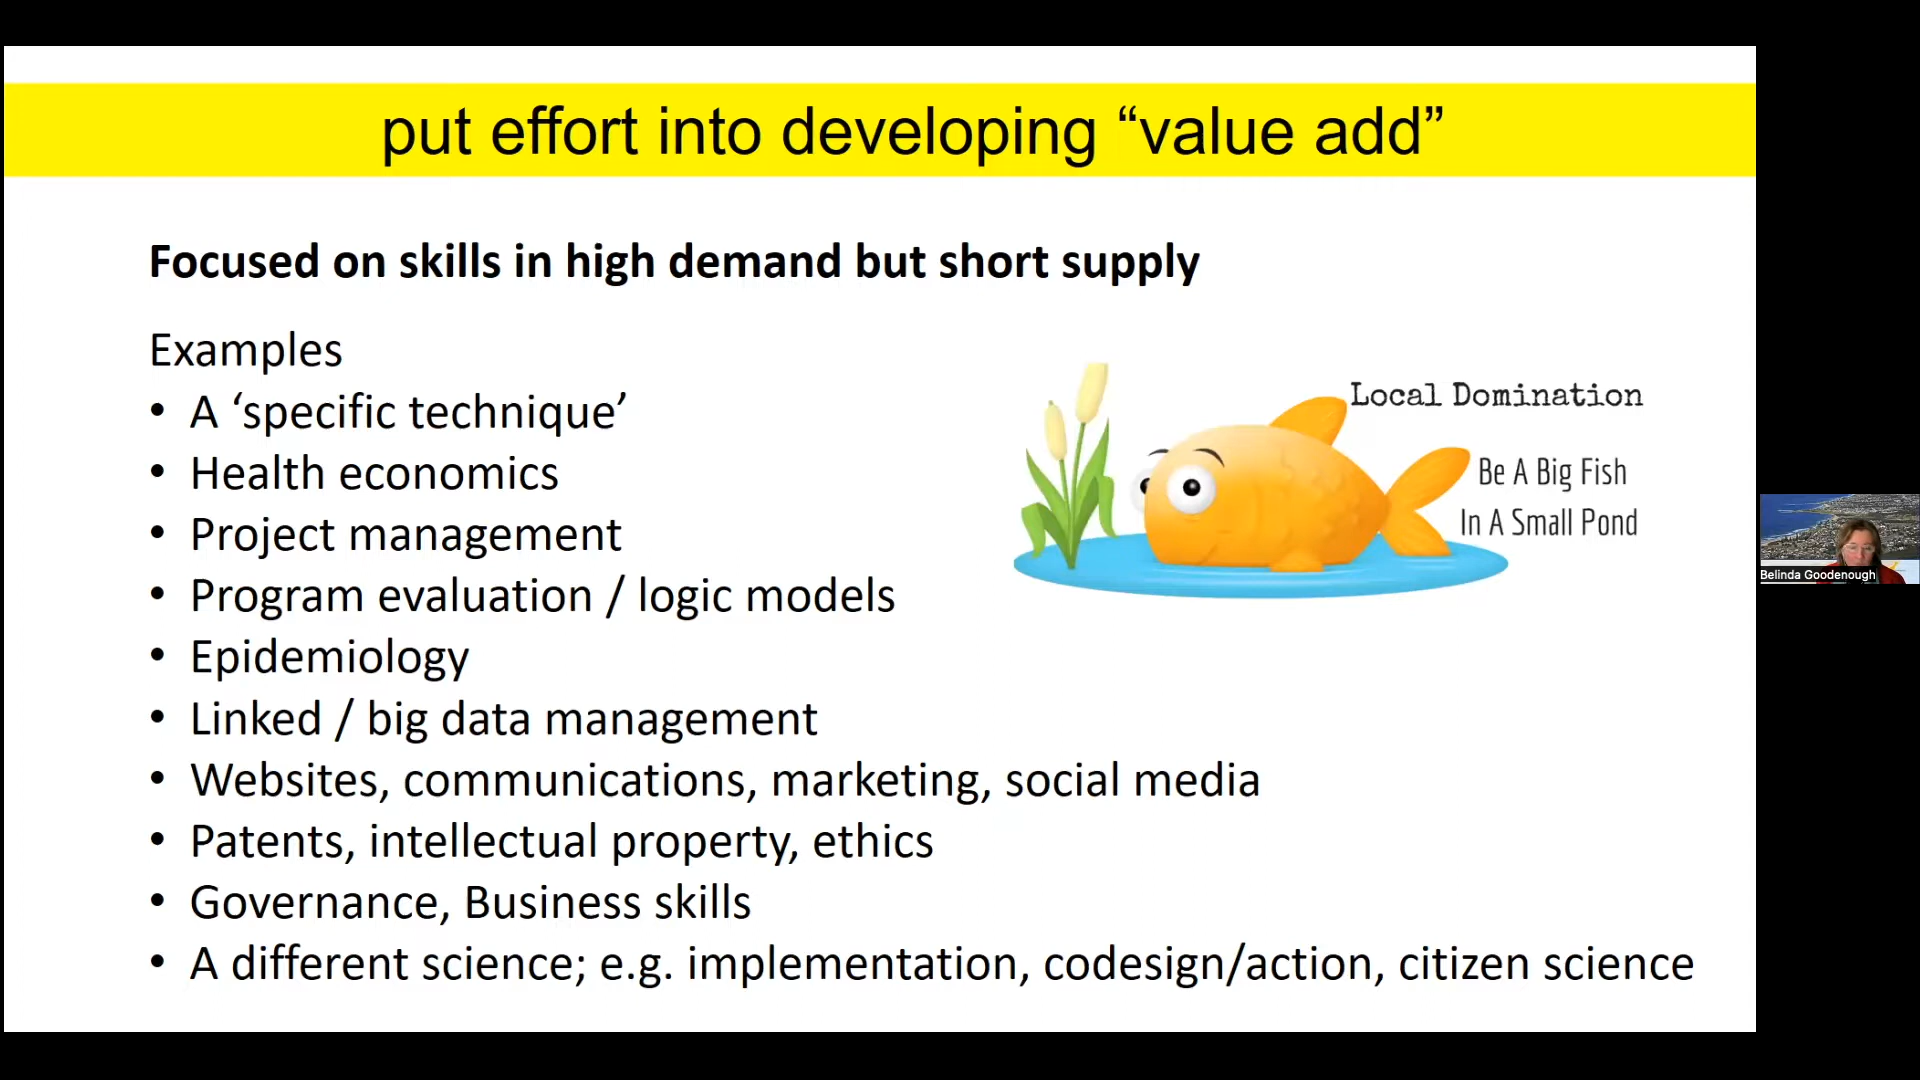 put effort into developing “value add”
Focused on skills in high demand but short supply
Examples
• A ‘specific technique’
• Health economics
• Project management
• Program evaluation / logic models
• Epidemiology
• Linked / big data management
• Websites, communications, marketing, social media
• Patents, intellectual property, ethics
• Governance, Business skills
• A different science; e.g. implementation, codesign/action, citizen science
Local Domination
Be A Big Fish
In A Small Pond
Belinda Goodenough